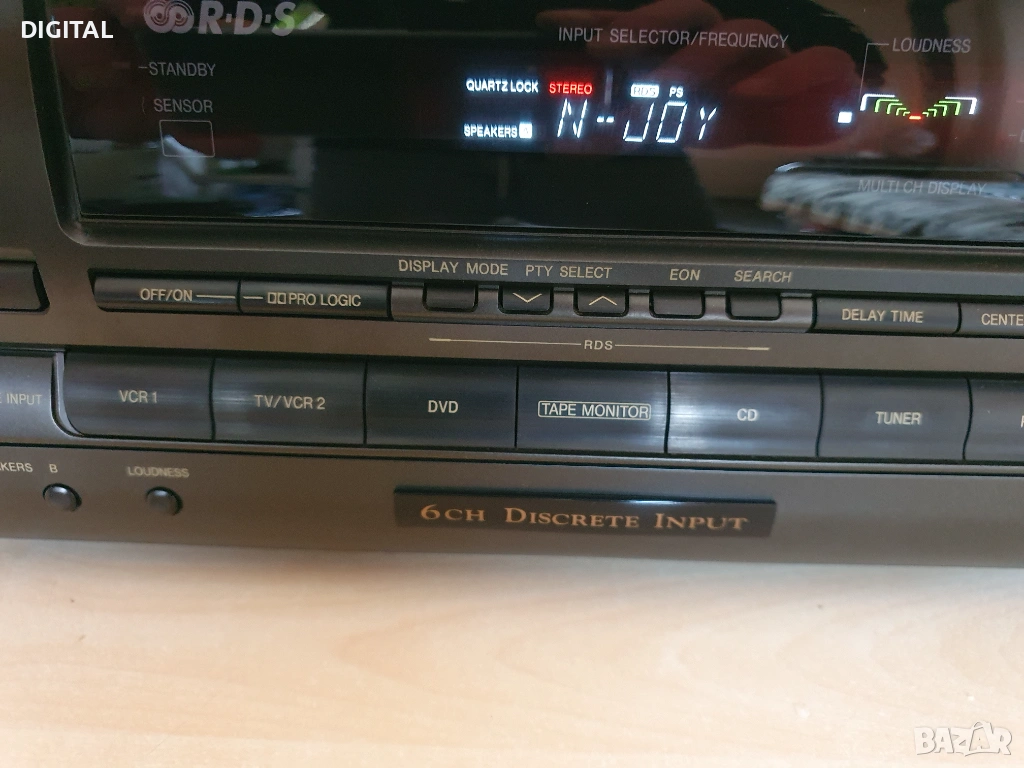 DIGITAL
R·D·S
INPUT SELECTOR/FREQUENCY
LOUDNESS
STANDBY
SENSOR
QUARTZ LOCK STEREO RDS PS
SPEAKERS
N--JOY
MULTI CH DISPLAY
DISPLAY MODE PTY SELECT EON SEARCH
OFF/ON PRO LOGIC
DELAY TIME
RDS
INPUT VCR 1 TV/VCR 2 DVD TAPE MONITOR CD TUNER
B LOUDNESS
6CH DISCRETE INPUT
BAZAR